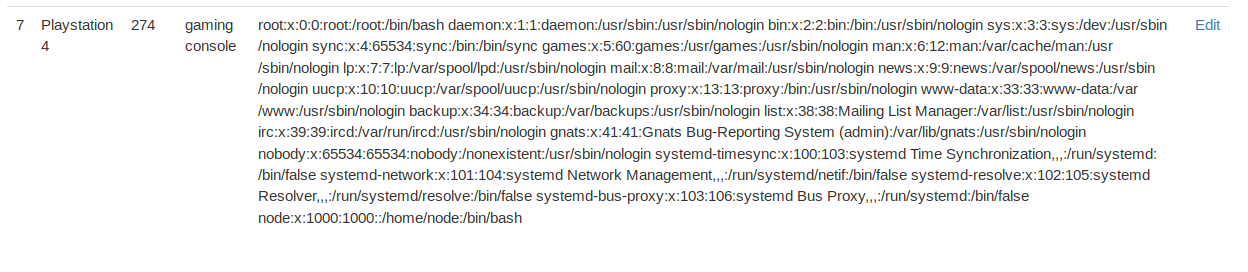 7 Playstation 274 gaming root:x:0:0:root:/root:/bin/bash daemon:x:1:1:daemon:/usr/sbin:/usr/sbin/nologin bin:x:2:2:bin:/bin:/usr/sbin/nologin sys:x:3:3:sys:/dev:/usr/sbin Edit
4 console /nologin sync:x:4:65534:sync:/bin:/bin/sync games:x:5:60:games:/usr/games:/usr/sbin/nologin man:x:6:12:man:/var/cache/man:/usr
/sbin/nologin lp:x:7:7:lp:/var/spool/lpd:/usr/sbin/nologin mail:x:8:8:mail:/var/mail:/usr/sbin/nologin news:x:9:9:news:/var/spool/news:/usr/sbin
/nologin uucp:x:10:10:uucp:/var/spool/uucp:/usr/sbin/nologin proxy:x:13:13:proxy:/bin:/usr/sbin/nologin www-data:x:33:33:www-data:/var
/www:/usr/sbin/nologin backup:x:34:34:backup:/var/backups:/usr/sbin/nologin list:x:38:38:Mailing List Manager:/var/list:/usr/sbin/nologin
irc:x:39:39:ircd:/var/run/ircd:/usr/sbin/nologin gnats:x:41:41:Gnats Bug-Reporting System (admin):/var/lib/gnats:/usr/sbin/nologin
nobody:x:65534:65534:nobody:/nonexistent:/usr/sbin/nologin systemd-timesync:x:100:103:systemd Time Synchronization,,,:/run/systemd:
/bin/false systemd-network:x:101:104:systemd Network Management,,,:/run/systemd/netif:/bin/false systemd-resolve:x:102:105:systemd
Resolver,,,:/run/systemd/resolve:/bin/false systemd-bus-proxy:x:103:106:systemd Bus Proxy,,,:/run/systemd:/bin/false
node:x:1000:1000::/home/node:/bin/bash